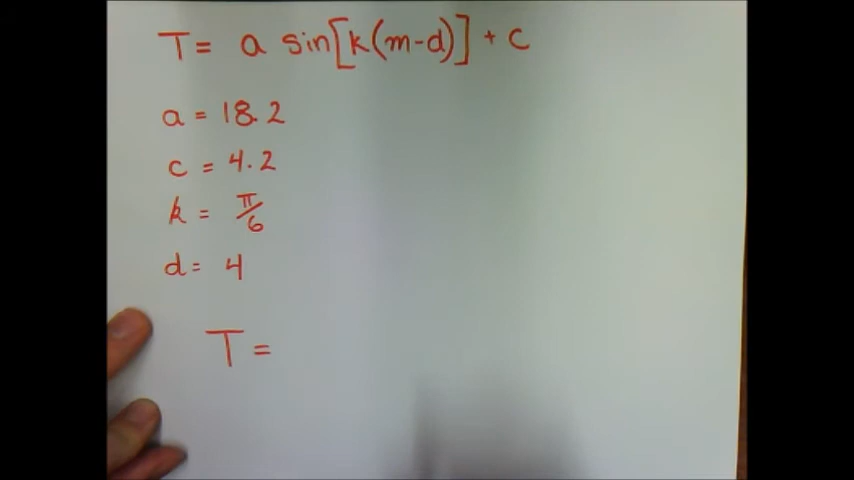 T = a sin[k(m-d)] + c
a = 18.2
c = 4.2
k = π/6
d = 4
T =